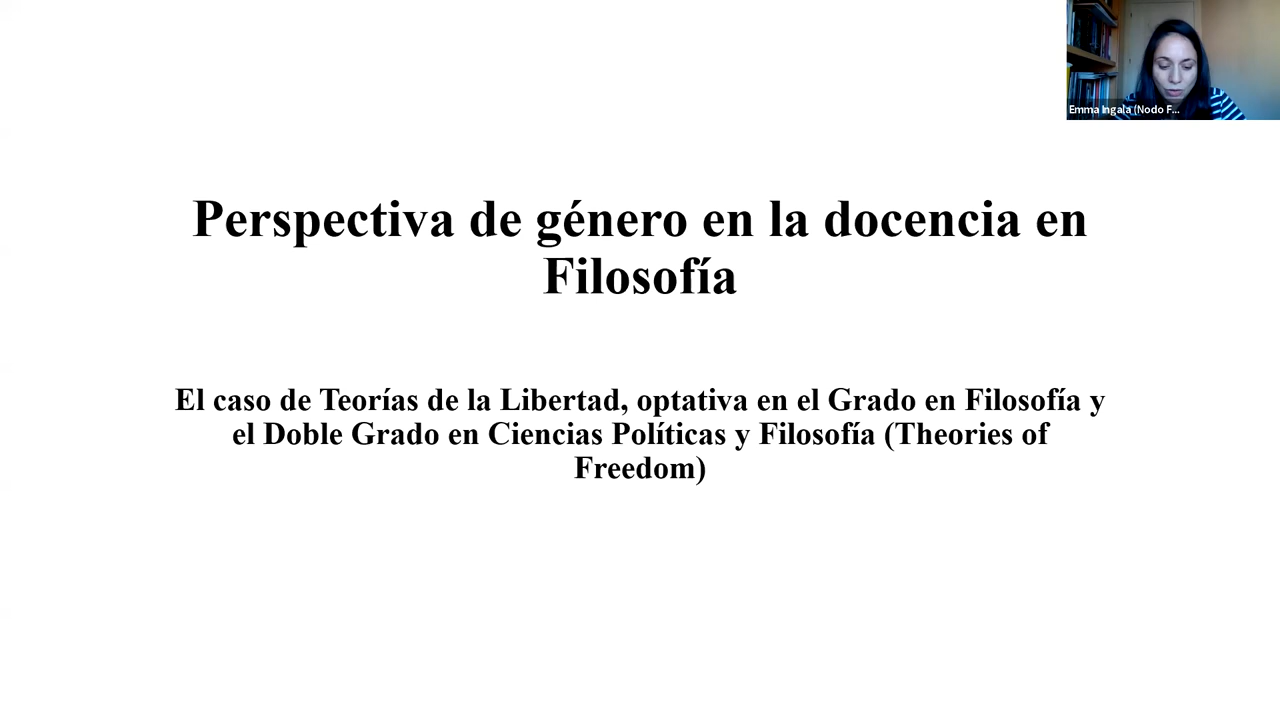 Emma Ingala (Nodo F...
Perspectiva de género en la docencia en
Filosofía
El caso de Teorías de la Libertad, optativa en el Grado en Filosofía y
el Doble Grado en Ciencias Políticas y Filosofía (Theories of
Freedom)